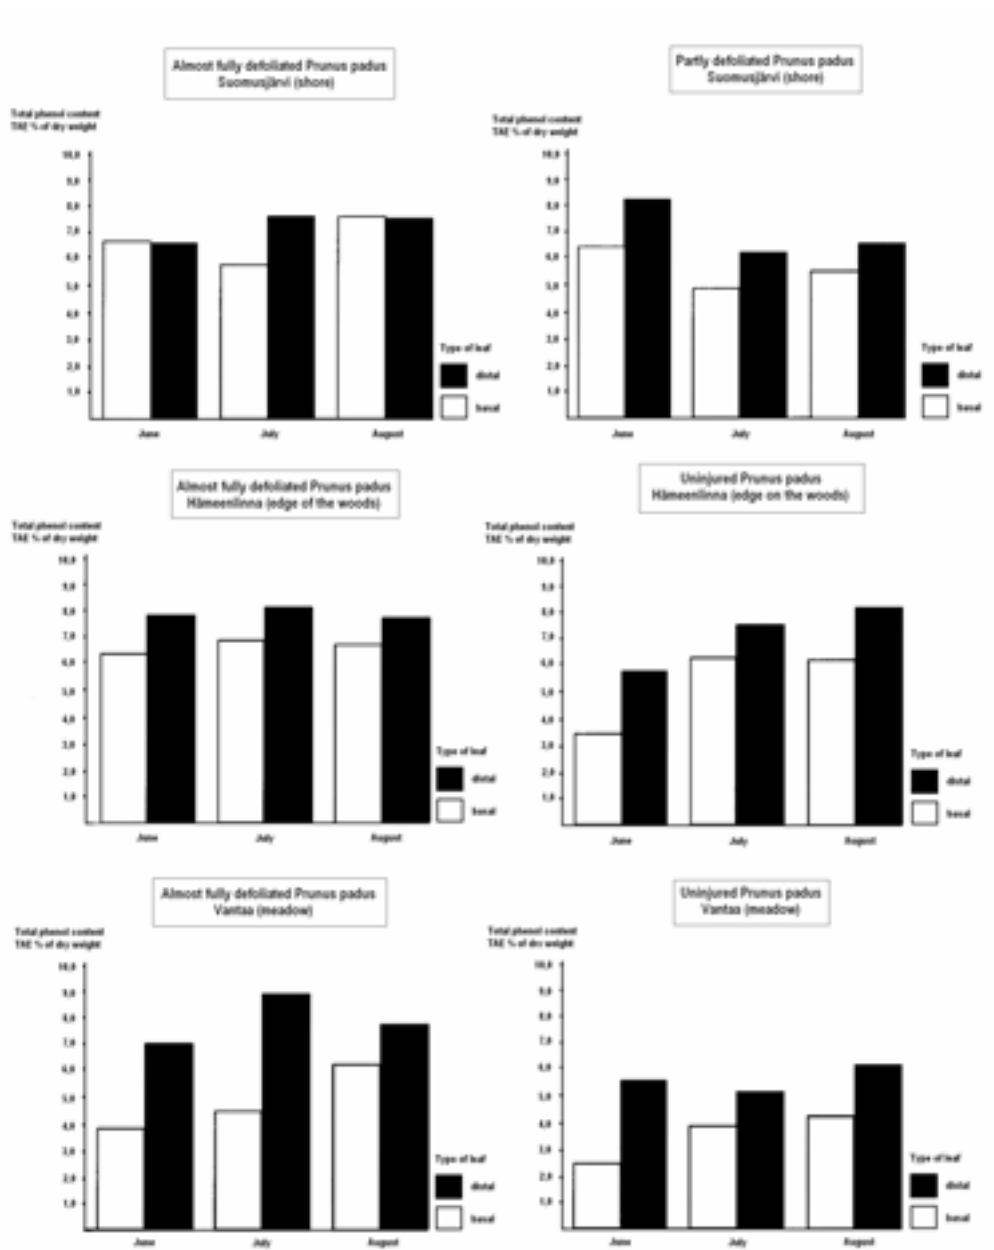 Almost fully defoliated Prunus padus
Suomusjärvi (shore)
Total phenol content
TAE % of dry weight
10,0
9,0
8,0
7,0
6,0
5,0
4,0
3,0
2,0
1,0
June
July
August
Type of leaf
distal
basal
Partly defoliated Prunus padus
Suomusjärvi (shore)
Total phenol content
TAE % of dry weight
10,0
9,0
8,0
7,0
6,0
5,0
4,0
3,0
2,0
1,0
June
July
August
Type of leaf
distal
basal
Almost fully defoliated Prunus padus
Hämeenlinna (edge of the woods)
Total phenol content
TAE % of dry weight
10,0
9,0
8,0
7,0
6,0
5,0
4,0
3,0
2,0
1,0
June
July
August
Type of leaf
distal
basal
Uninjured Prunus padus
Hämeenlinna (edge on the woods)
Total phenol content
TAE % of dry weight
10,0
9,0
8,0
7,0
6,0
5,0
4,0
3,0
2,0
1,0
June
July
August
Type of leaf
distal
basal
Almost fully defoliated Prunus padus
Vantaa (meadow)
Total phenol content
TAE % of dry weight
10,0
9,0
8,0
7,0
6,0
5,0
4,0
3,0
2,0
1,0
June
July
August
Type of leaf
distal
basal
Uninjured Prunus padus
Vantaa (meadow)
Total phenol content
TAE % of dry weight
10,0
9,0
8,0
7,0
6,0
5,0
4,0
3,0
2,0
1,0
June
July
August
Type of leaf
distal
basal